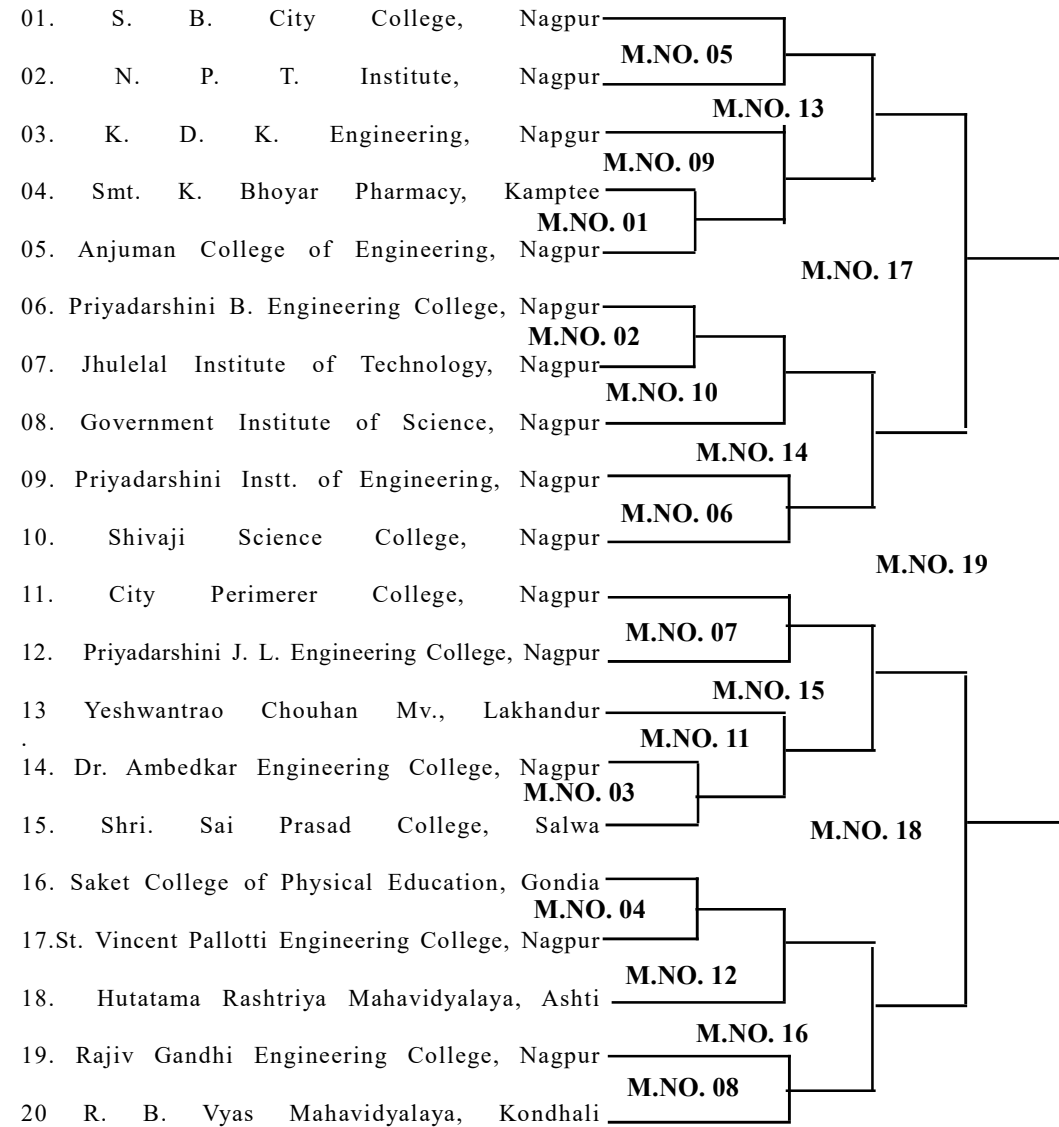 01. S. B. City College, Nagpur
M.NO. 05
02. N. P. T. Institute, Nagpur
M.NO. 13
03. K. D. K. Engineering, Napgur
M.NO. 09
04. Smt. K. Bhoyar Pharmacy, Kamptee
M.NO. 01
05. Anjuman College of Engineering, Nagpur
M.NO. 17
06. Priyadarshini B. Engineering College, Napgur
M.NO. 02
07. Jhulelal Institute of Technology, Nagpur
M.NO. 10
08. Government Institute of Science, Nagpur
M.NO. 14
09. Priyadarshini Instt. of Engineering, Nagpur
M.NO. 06
10. Shivaji Science College, Nagpur
M.NO. 19
11. City Perimerer College, Nagpur
M.NO. 07
12. Priyadarshini J. L. Engineering College, Nagpur
M.NO. 15
13 Yeshwantrao Chouhan Mv., Lakhandur
.
M.NO. 11
14. Dr. Ambedkar Engineering College, Nagpur
M.NO. 03
15. Shri. Sai Prasad College, Salwa
M.NO. 18
16. Saket College of Physical Education, Gondia
M.NO. 04
17.St. Vincent Pallotti Engineering College, Nagpur
M.NO. 12
18. Hutatama Rashtriya Mahavidyalaya, Ashti
M.NO. 16
19. Rajiv Gandhi Engineering College, Nagpur
M.NO. 08
20 R. B. Vyas Mahavidyalaya, Kondhali